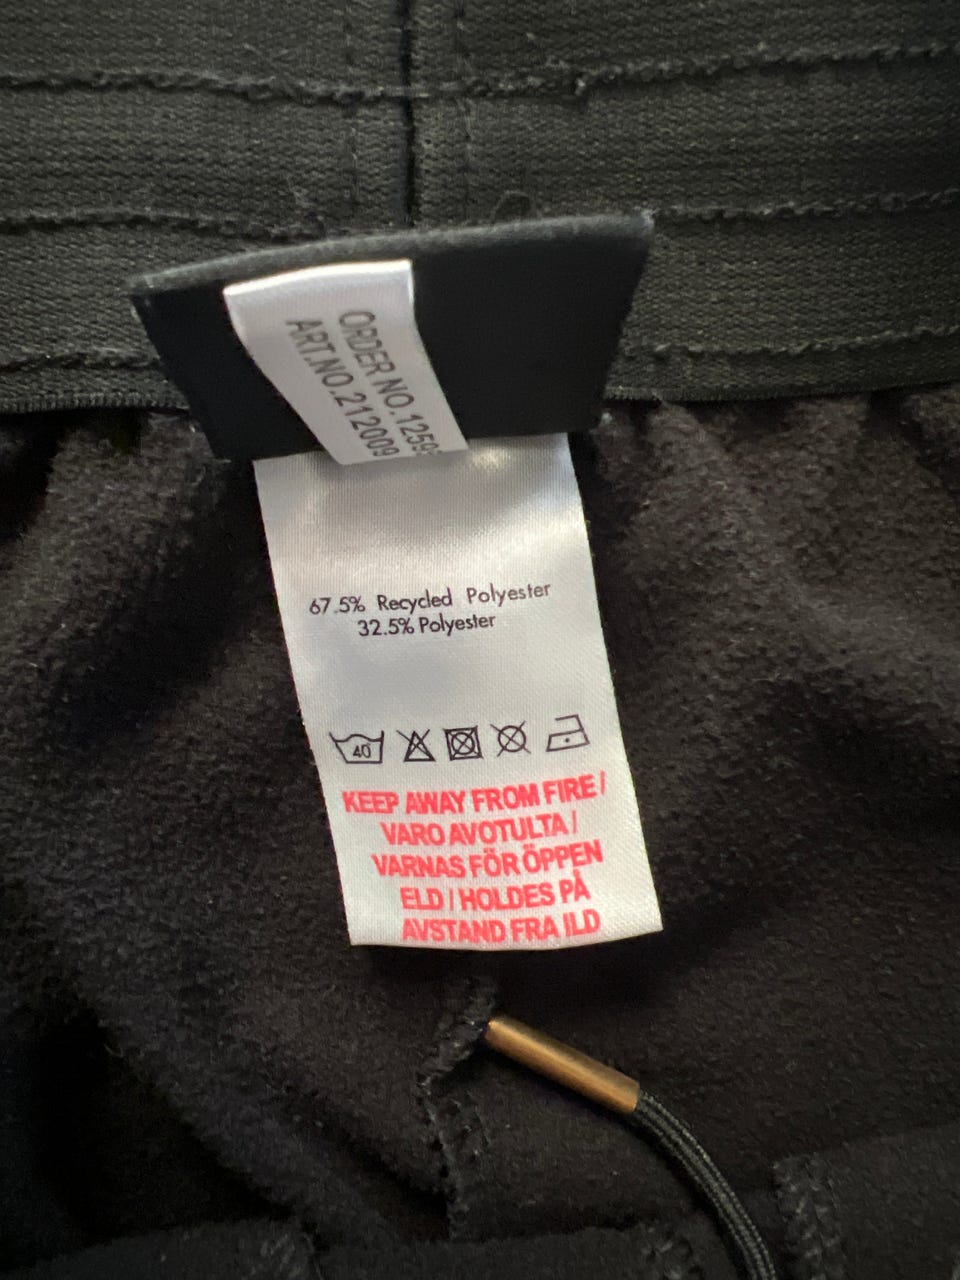 ORDER NO.1259
ART.NO.212009
67.5% Recycled Polyester
32.5% Polyester
40
KEEP AWAY FROM FIRE /
VARO AVOTULTA /
VARNAS FÖR ÖPPEN
ELD / HOLDES PÅ
AVSTAND FRA ILD